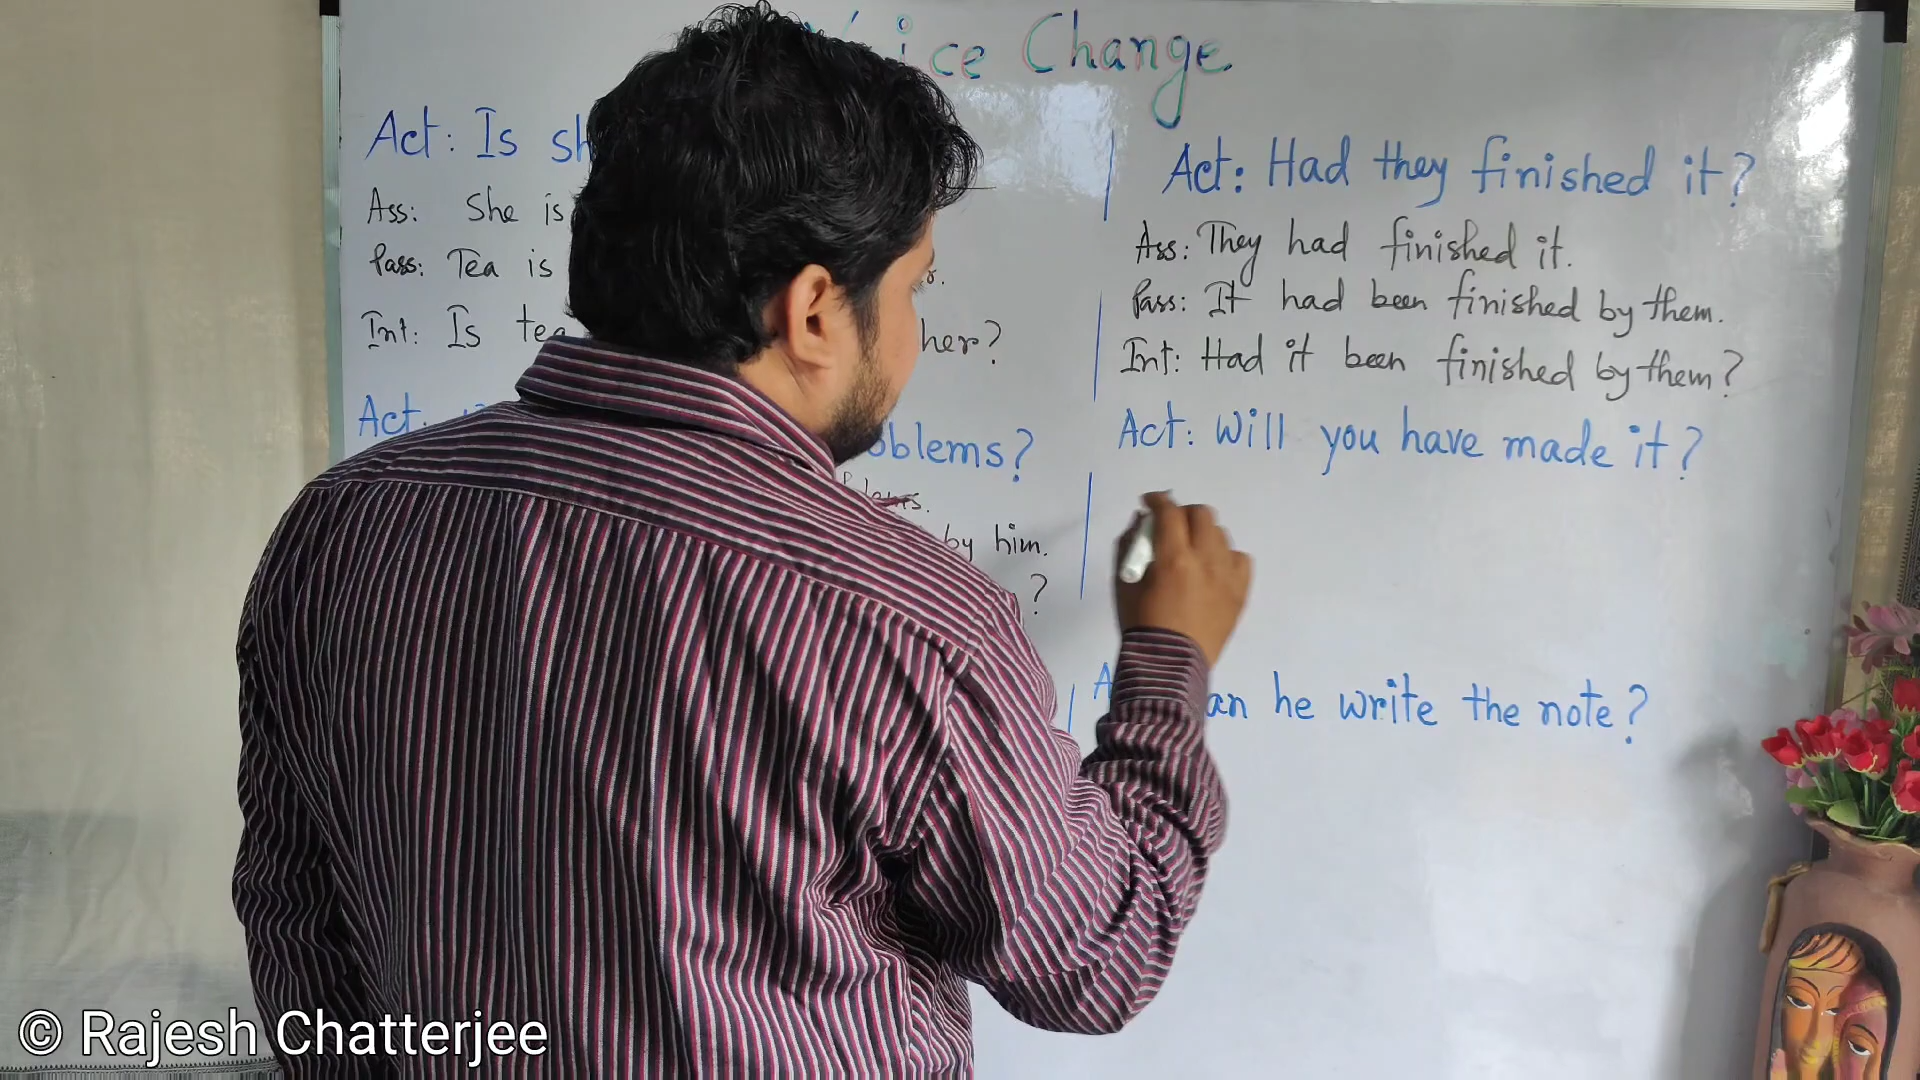 Voice Change
Act: Is sh
Ass: She is
Pass: Tea is
r.
Int: Is tea
her?
Act.
oblems?
by him.
?
Act: Had they finished it?
Ass: They had finished it.
Pass: It had been finished by them.
Int: Had it been finished by them?
Act: Will you have made it?
A an he write the note?
© Rajesh Chatterjee